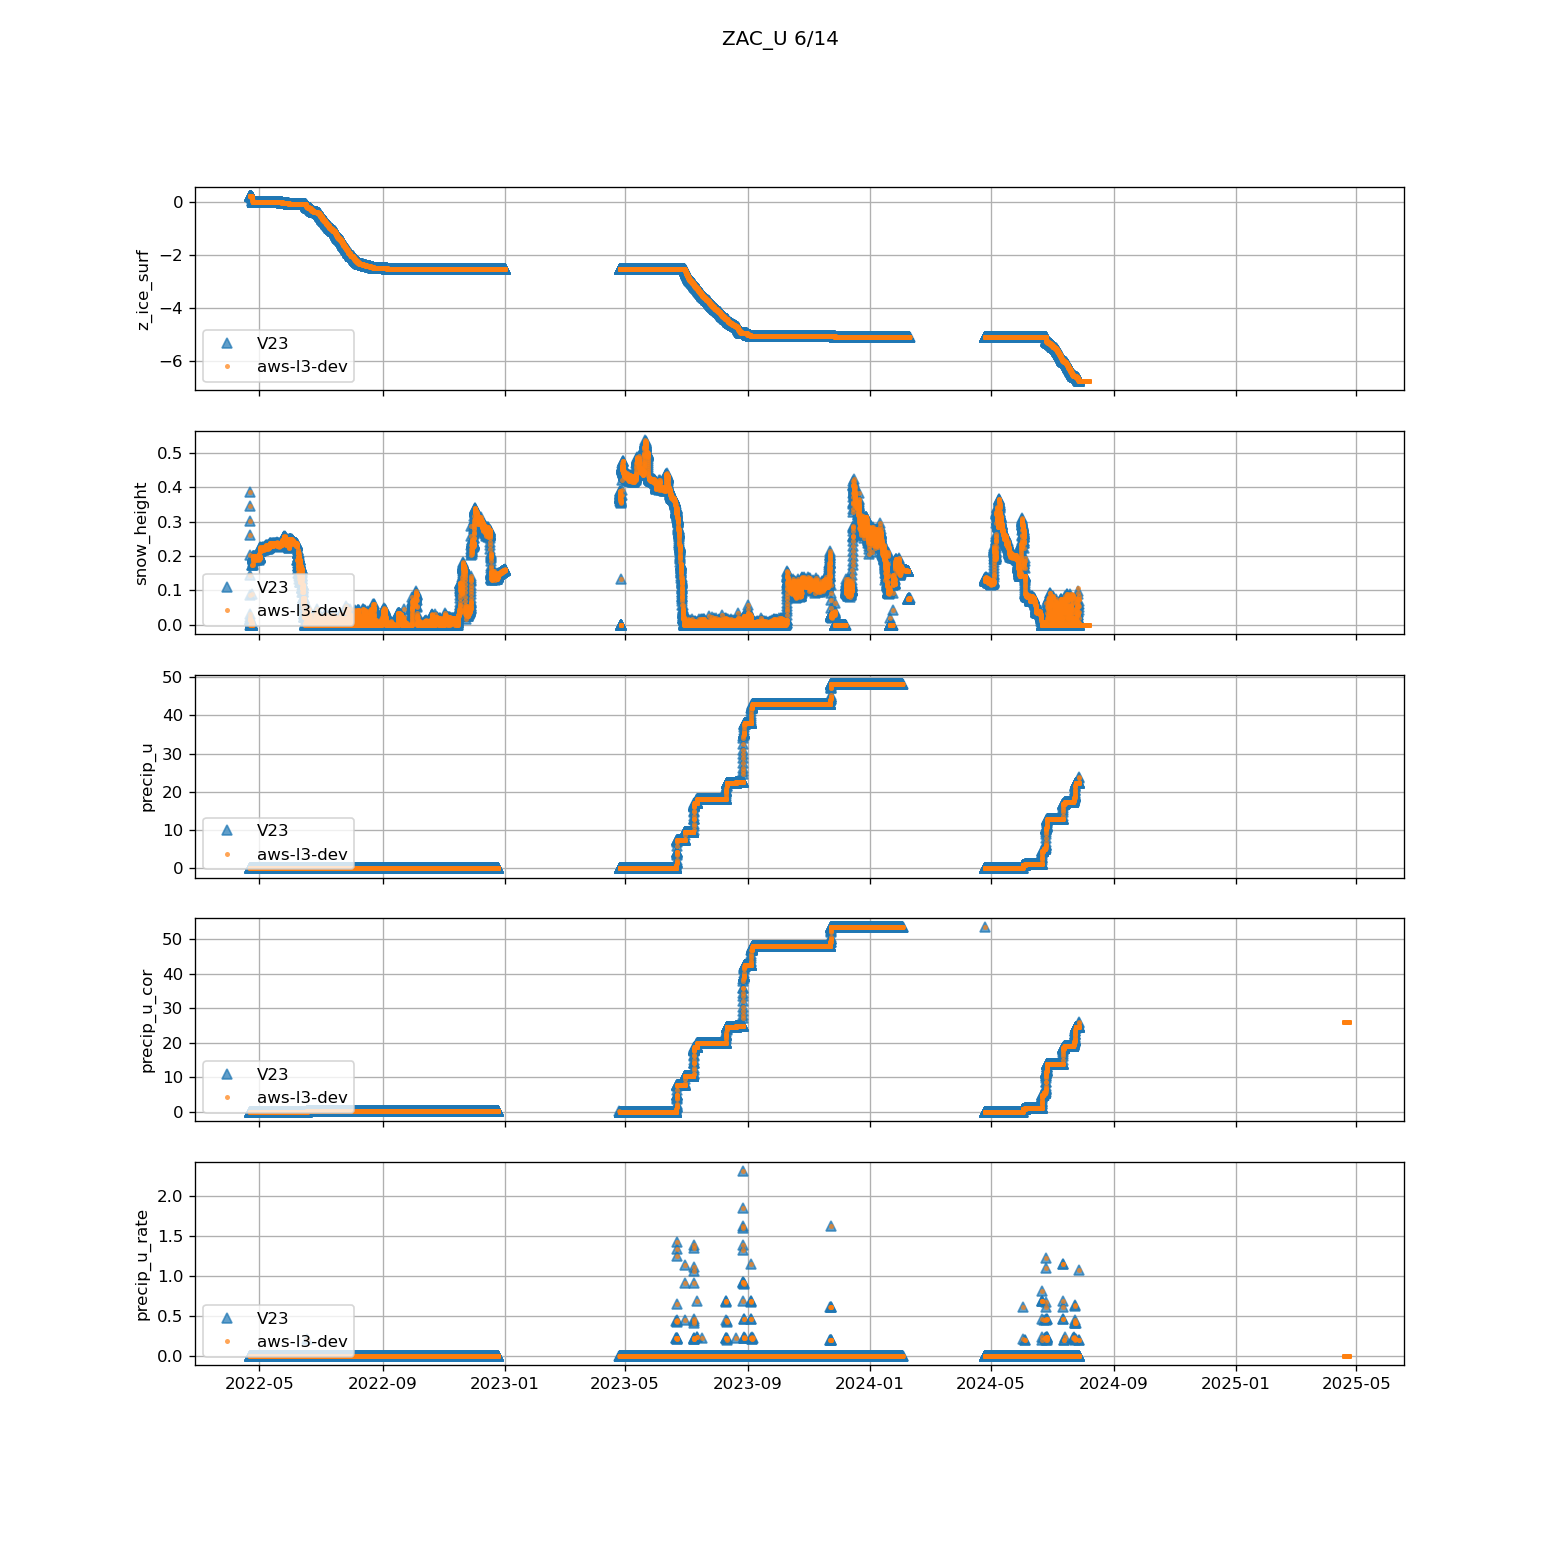 ZAC_U 6/14
z_ice_surf
0
−2
−4
−6
V23
aws-l3-dev
snow_height
0.5
0.4
0.3
0.2
0.1
0.0
V23
aws-l3-dev
precip_u
50
40
30
20
10
0
V23
aws-l3-dev
precip_u_cor
50
40
30
20
10
0
V23
aws-l3-dev
precip_u_rate
2.0
1.5
1.0
0.5
0.0
V23
aws-l3-dev
2022-05 2022-09 2023-01 2023-05 2023-09 2024-01 2024-05 2024-09 2025-01 2025-05